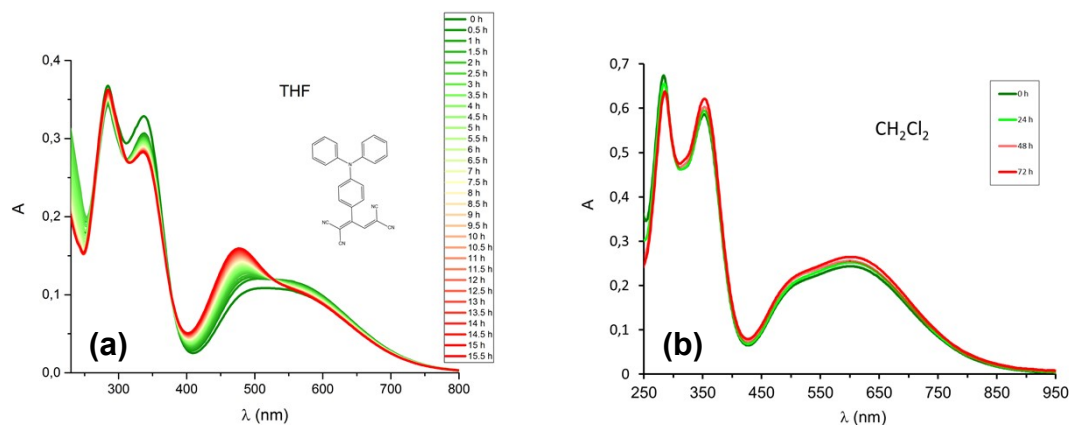 0 h
0.5 h
1 h
1.5 h
2 h
2.5 h
3 h
3.5 h
4 h
4.5 h
5 h
5.5 h
6 h
6.5 h
7 h
7.5 h
8 h
8.5 h
9 h
9.5 h
10 h
10.5 h
11 h
11.5 h
12 h
12.5 h
13 h
13.5 h
14 h
14.5 h
15 h
15.5 h
THF
N
NC
NC
CN
CN
0,4
0,3
0,2
0,1
0,0
A
(a)
300 400 500 600 700 800
λ (nm)
0,7
0,6
0,5
0,4
0,3
0,2
0,1
0
A
CH₂Cl₂
0 h
24 h
48 h
72 h
(b)
250 350 450 550 650 750 850 950
λ (nm)